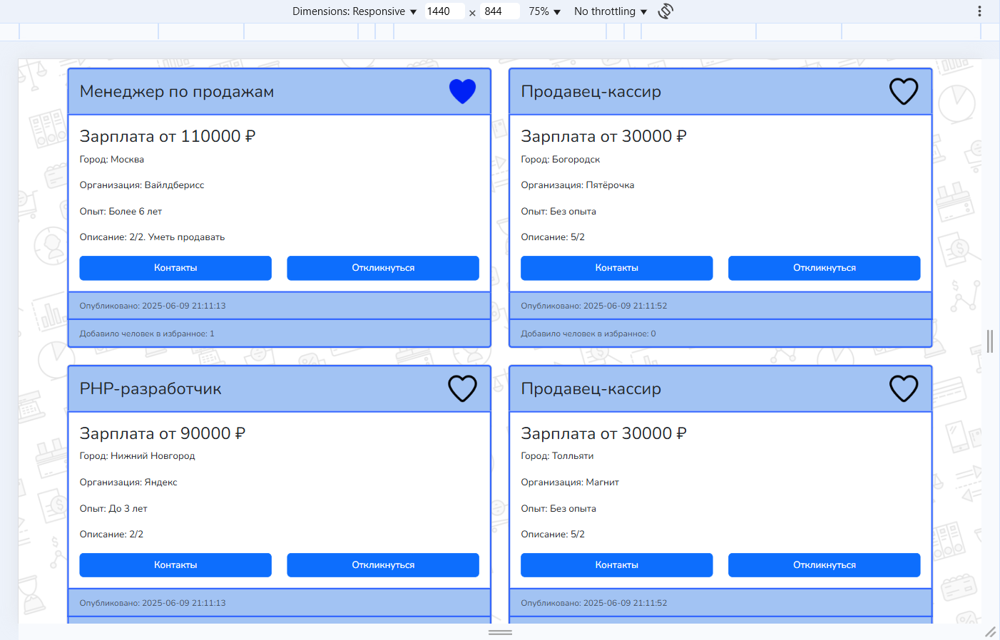 Dimensions: Responsive 1440 × 844 75% No throttling
Менеджер по продажам
Зарплата от 110000 ₽
Город: Москва
Организация: Вайлдберисс
Опыт: Более 6 лет
Описание: 2/2. Уметь продавать
Контакты Откликнуться
Опубликовано: 2025-06-09 21:11:13
Добавило человек в избранное: 1
Продавец-кассир
Зарплата от 30000 ₽
Город: Богородск
Организация: Пятёрочка
Опыт: Без опыта
Описание: 5/2
Контакты Откликнуться
Опубликовано: 2025-06-09 21:11:52
Добавило человек в избранное: 0
PHP-разработчик
Зарплата от 90000 ₽
Город: Нижний Новгород
Организация: Яндекс
Опыт: До 3 лет
Описание: 2/2
Контакты Откликнуться
Опубликовано: 2025-06-09 21:11:13
Продавец-кассир
Зарплата от 30000 ₽
Город: Толльяти
Организация: Магнит
Опыт: Без опыта
Описание: 5/2
Контакты Откликнуться
Опубликовано: 2025-06-09 21:11:52